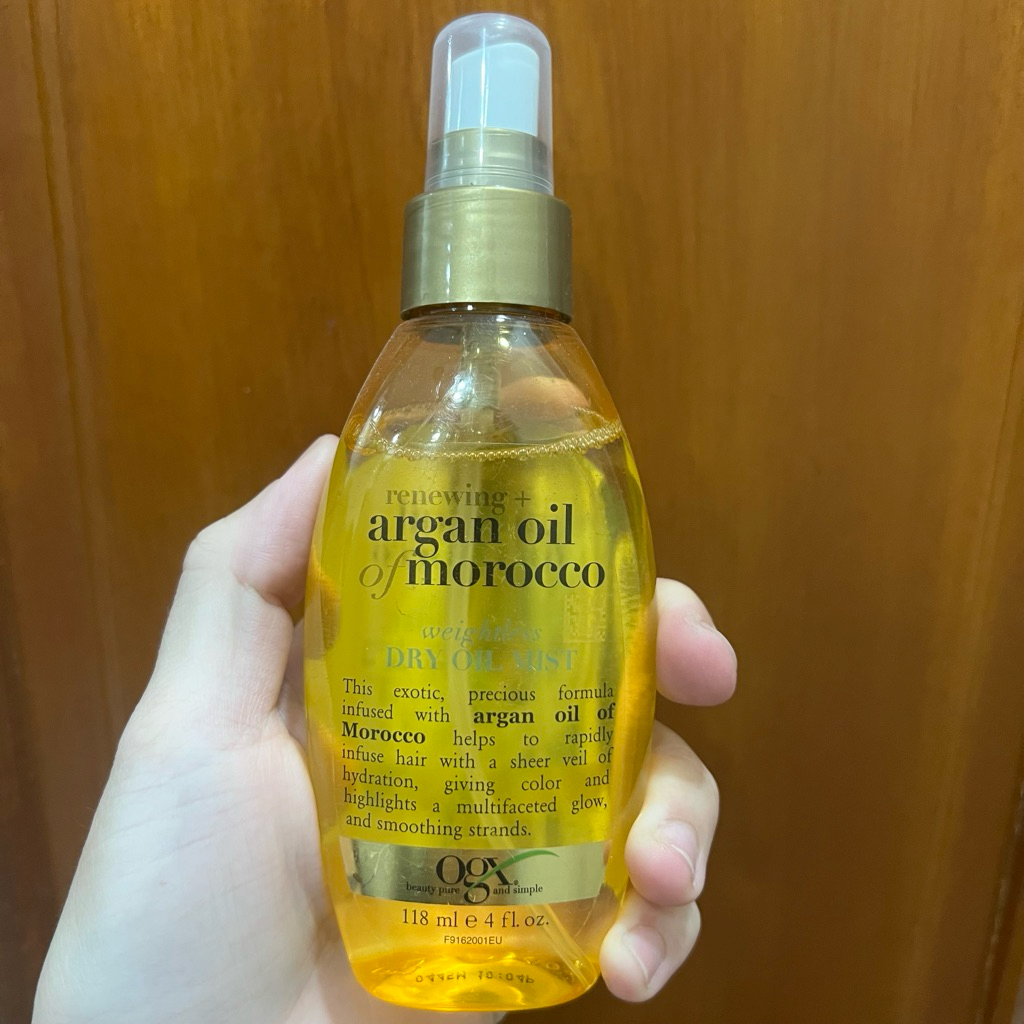 renewing +
argan oil
of morocco
weightless
DRY OIL MIST
This exotic, precious formula
infused with argan oil of
Morocco helps to rapidly
infuse hair with a sheer veil of
hydration, giving color and
highlights a multifaceted glow,
and smoothing strands.
ogx®
beauty pure and simple
118 ml e 4 fl. oz.
F9162001EU